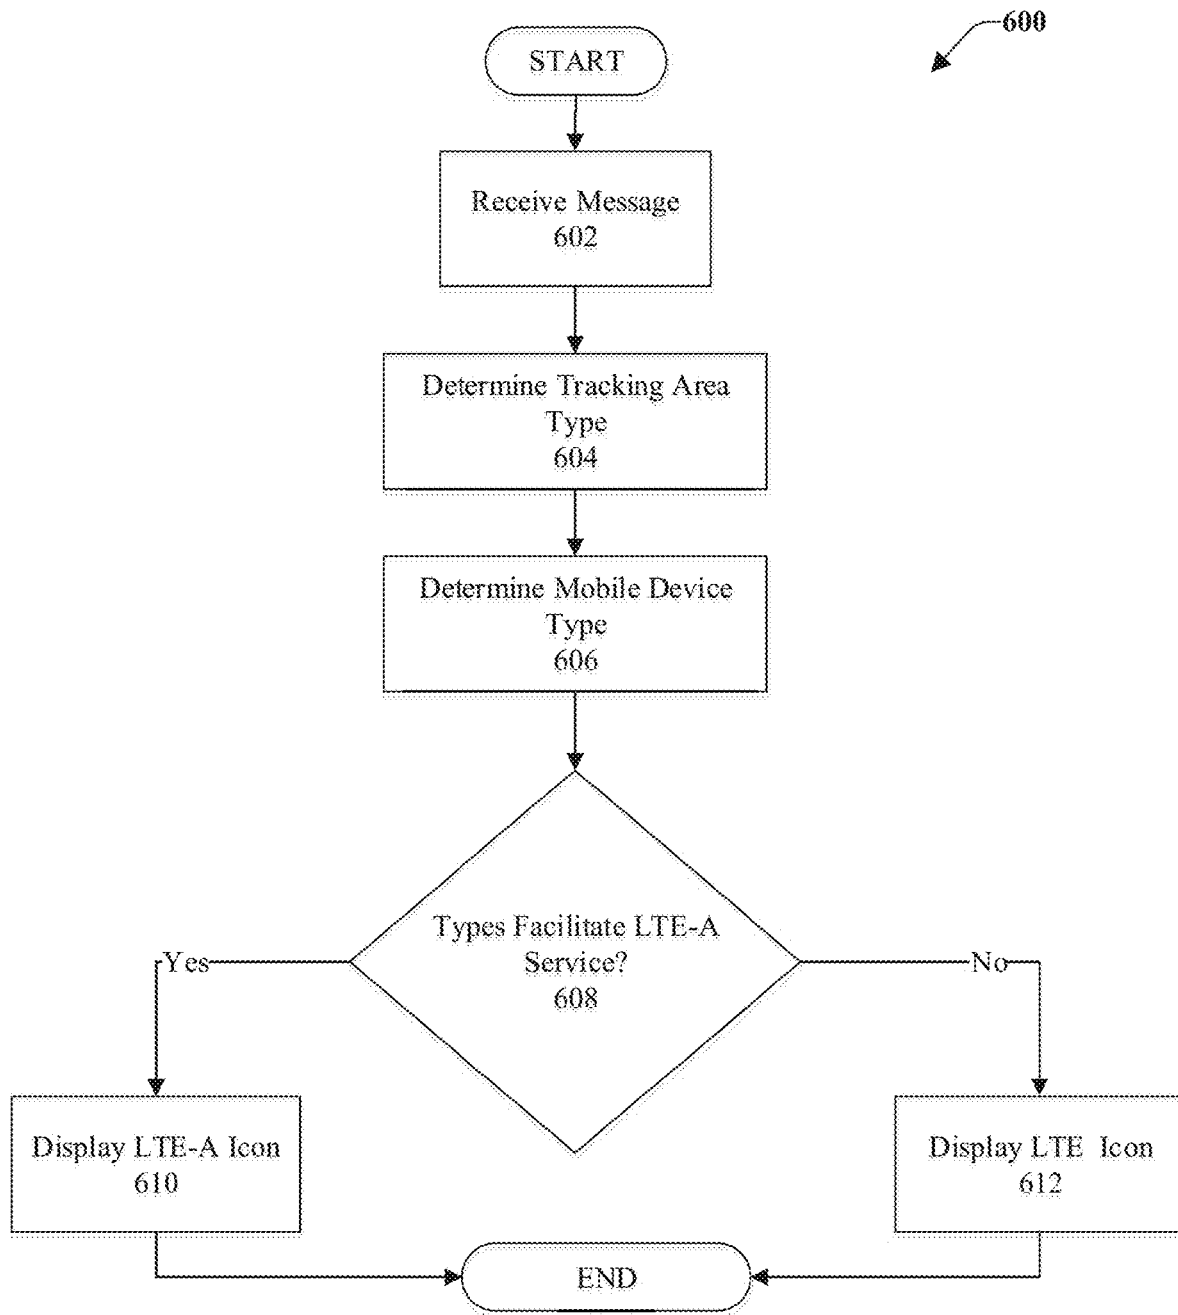 600
START
Receive Message
602
Determine Tracking Area
Type
604
Determine Mobile Device
Type
606
Types Facilitate LTE-A
Service?
608
Yes
No
Display LTE-A Icon
610
Display LTE Icon
612
END